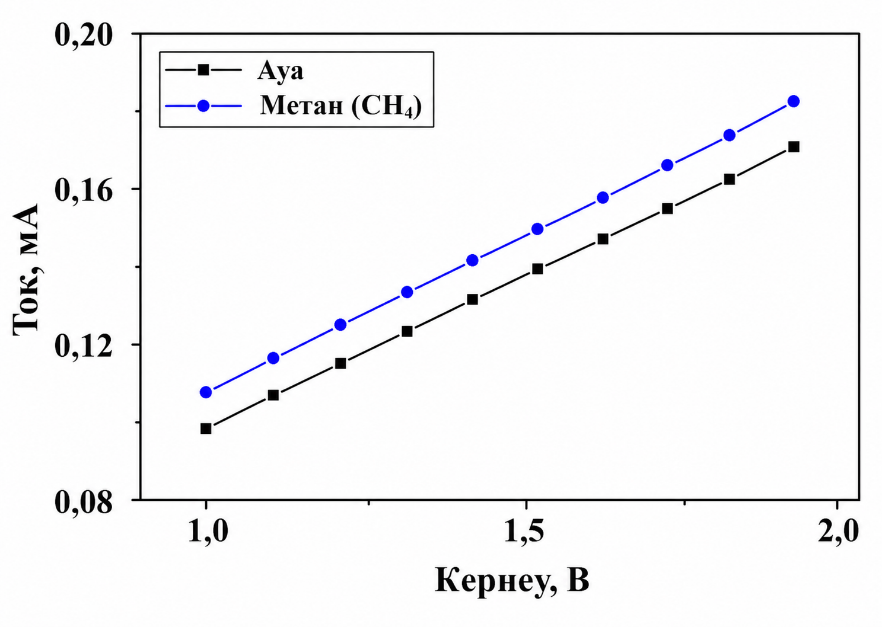 0,20
Ауа
Метан (CH₄)
0,16
0,12
0,08
Ток, мА
1,0
1,5
2,0
Кернеу, В